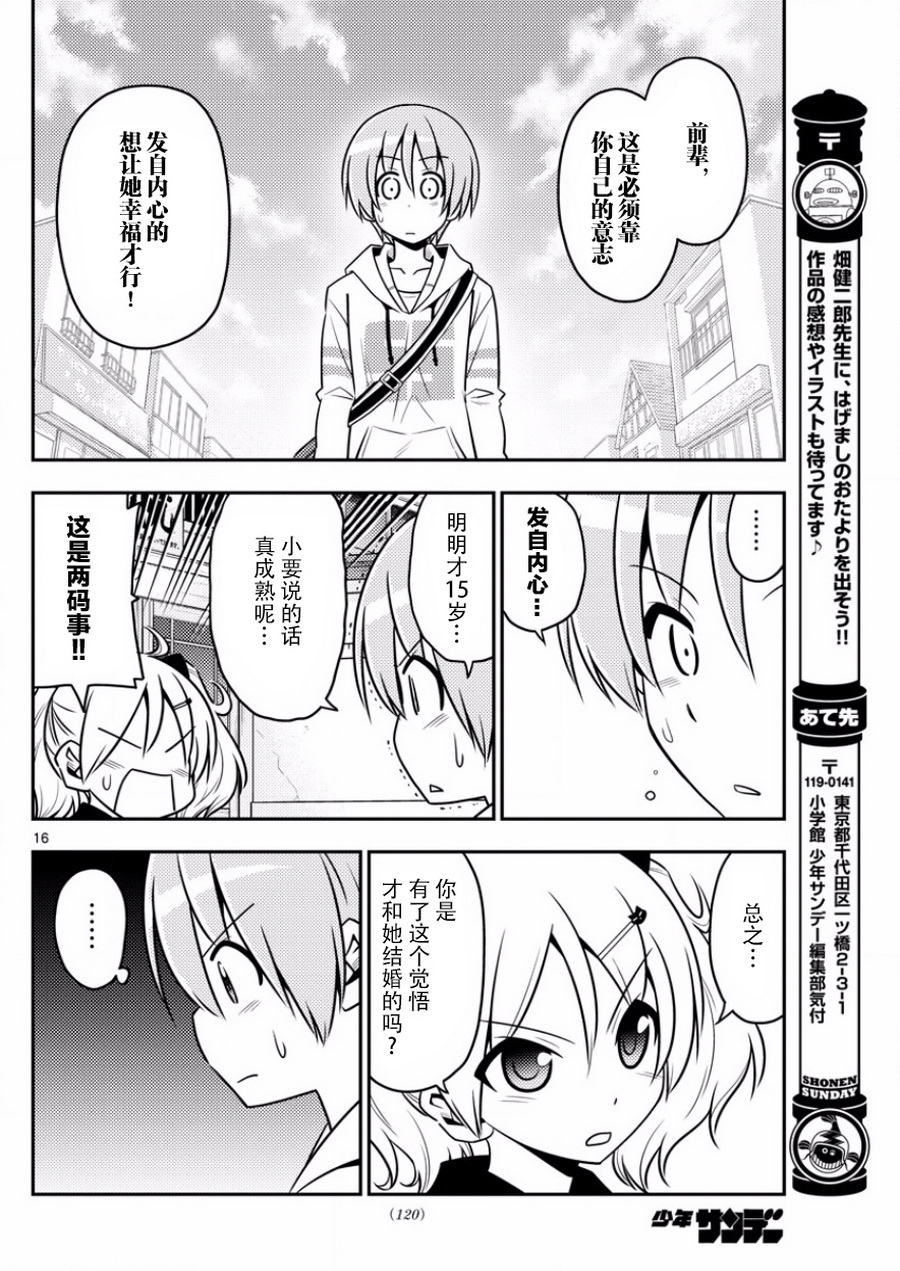 前辈，
这是必须靠
你自己的意志
发自内心的
想让她幸福才行！
……
发自内心…
明明才15岁…
小要说的话
真成熟呢…
这是两码事!!
16
总之…
你是
有了这个觉悟
才和她结婚的吗？
……
(120)
少年サンデー
〒
畑健二郎先生に、はげましのおたよりを出そう!!
作品の感想やイラストも待ってます♪
あて先
〒
119-0141
東京都千代田区一ツ橋2-3-1
小学館 少年サンデー編集部気付
SHONEN
SUNDAY